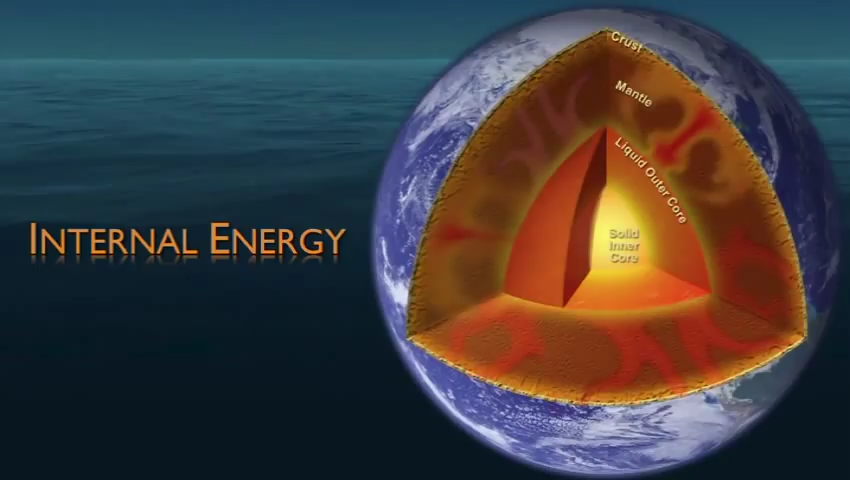 INTERNAL ENERGY
Crust
Mantle
Liquid Outer Core
Solid
Inner
Core